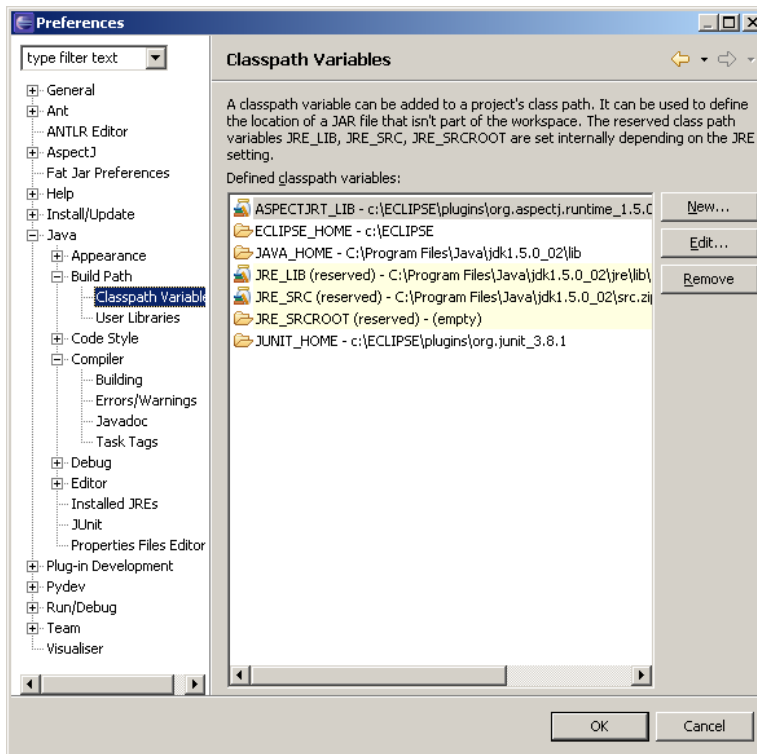 Preferences
type filter text
Classpath Variables
General
Ant
ANTLR Editor
AspectJ
Fat Jar Preferences
Help
Install/Update
Java
Appearance
Build Path
Classpath Variable
User Libraries
Code Style
Compiler
Building
Errors/Warnings
Javadoc
Task Tags
Debug
Editor
Installed JREs
JUnit
Properties Files Editor
Plug-in Development
Pydev
Run/Debug
Team
Visualiser
A classpath variable can be added to a project's class path. It can be used to define
the location of a JAR file that isn't part of the workspace. The reserved class path
variables JRE_LIB, JRE_SRC, JRE_SRCROOT are set internally depending on the JRE
setting.
Defined classpath variables:
ASPECTJRT_LIB - c:\ECLIPSE\plugins\org.aspectj.runtime_1.5.0
ECLIPSE_HOME - c:\ECLIPSE
JAVA_HOME - C:\Program Files\Java\jdk1.5.0_02\lib
JRE_LIB (reserved) - C:\Program Files\Java\jdk1.5.0_02\jre\lib\
JRE_SRC (reserved) - C:\Program Files\Java\jdk1.5.0_02\src.zip
JRE_SRCROOT (reserved) - (empty)
JUNIT_HOME - c:\ECLIPSE\plugins\org.junit_3.8.1
New...
Edit...
Remove
OK
Cancel